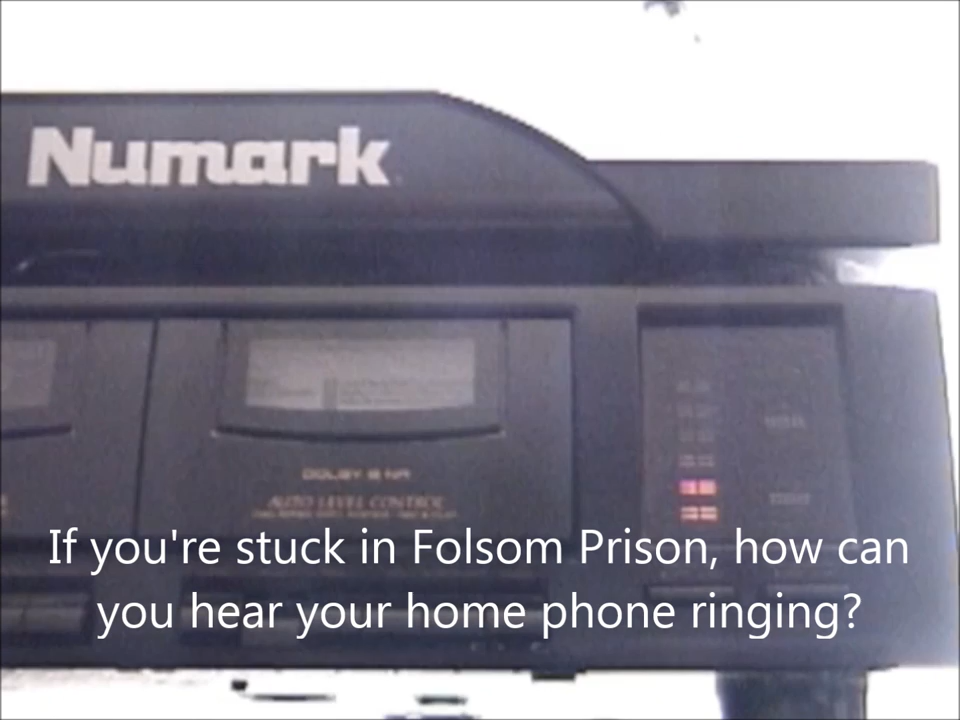 Numark
DOLBY B NR
AUTO LEVEL CONTROL
If you're stuck in Folsom Prison, how can
you hear your home phone ringing?